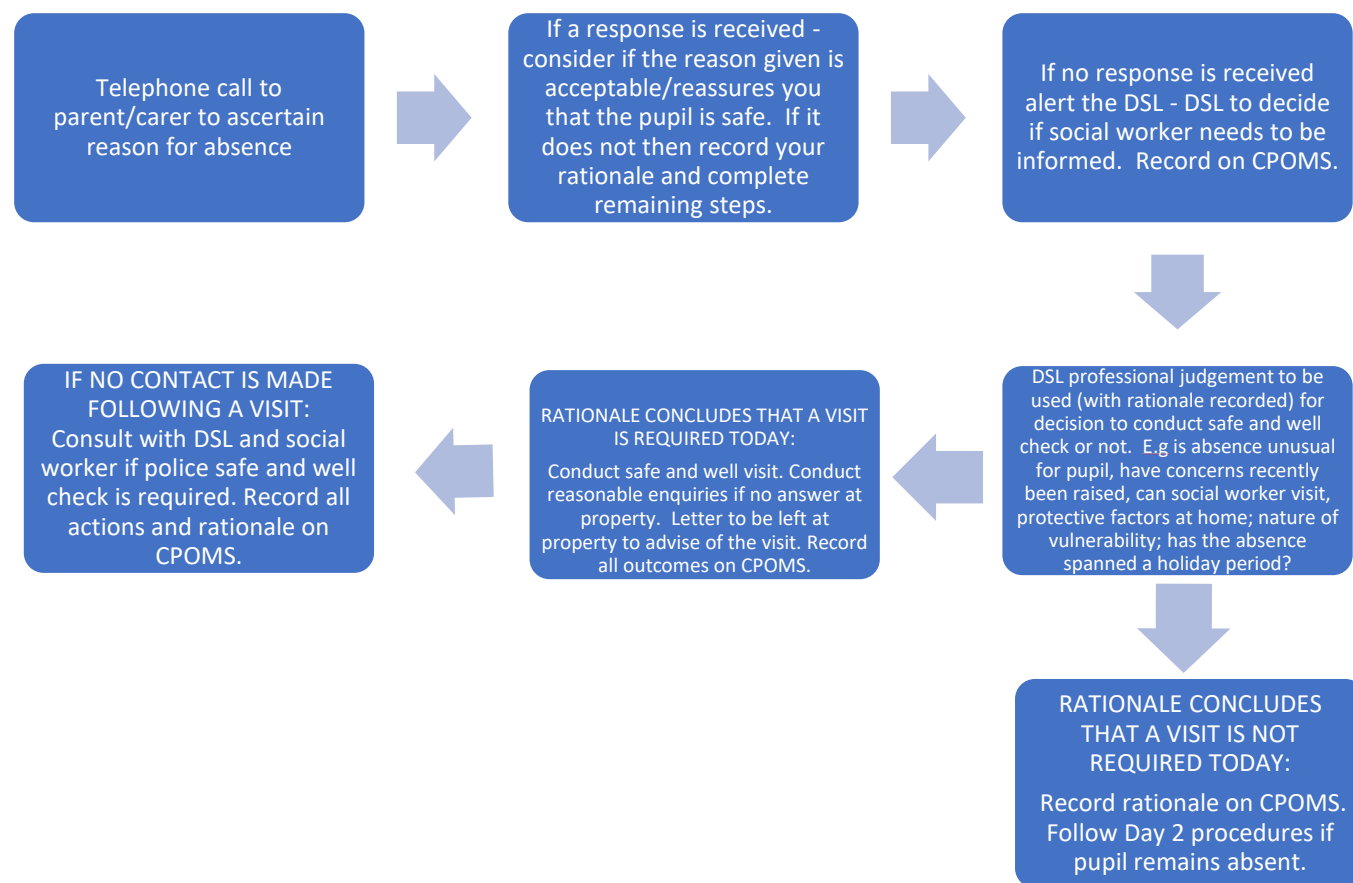 Telephone call to
parent/carer to ascertain
reason for absence
If a response is received -
consider if the reason given is
acceptable/reassures you
that the pupil is safe.  If it
does not then record your
rationale and complete
remaining steps.
If no response is received
alert the DSL - DSL to decide
if social worker needs to be
informed.  Record on CPOMS.
DSL professional judgement to be
used (with rationale recorded) for
decision to conduct safe and well
check or not.  E.g is absence unusual
for pupil, have concerns recently
been raised, can social worker visit,
protective factors at home; nature of
vulnerability; has the absence
spanned a holiday period?
RATIONALE CONCLUDES THAT A VISIT
IS REQUIRED TODAY:
Conduct safe and well visit. Conduct
reasonable enquiries if no answer at
property.  Letter to be left at
property to advise of the visit. Record
all outcomes on CPOMS.
IF NO CONTACT IS MADE
FOLLOWING A VISIT:
Consult with DSL and social
worker if police safe and well
check is required. Record all
actions and rationale on
CPOMS.
RATIONALE CONCLUDES
THAT A VISIT IS NOT
REQUIRED TODAY:
Record rationale on CPOMS.
Follow Day 2 procedures if
pupil remains absent.